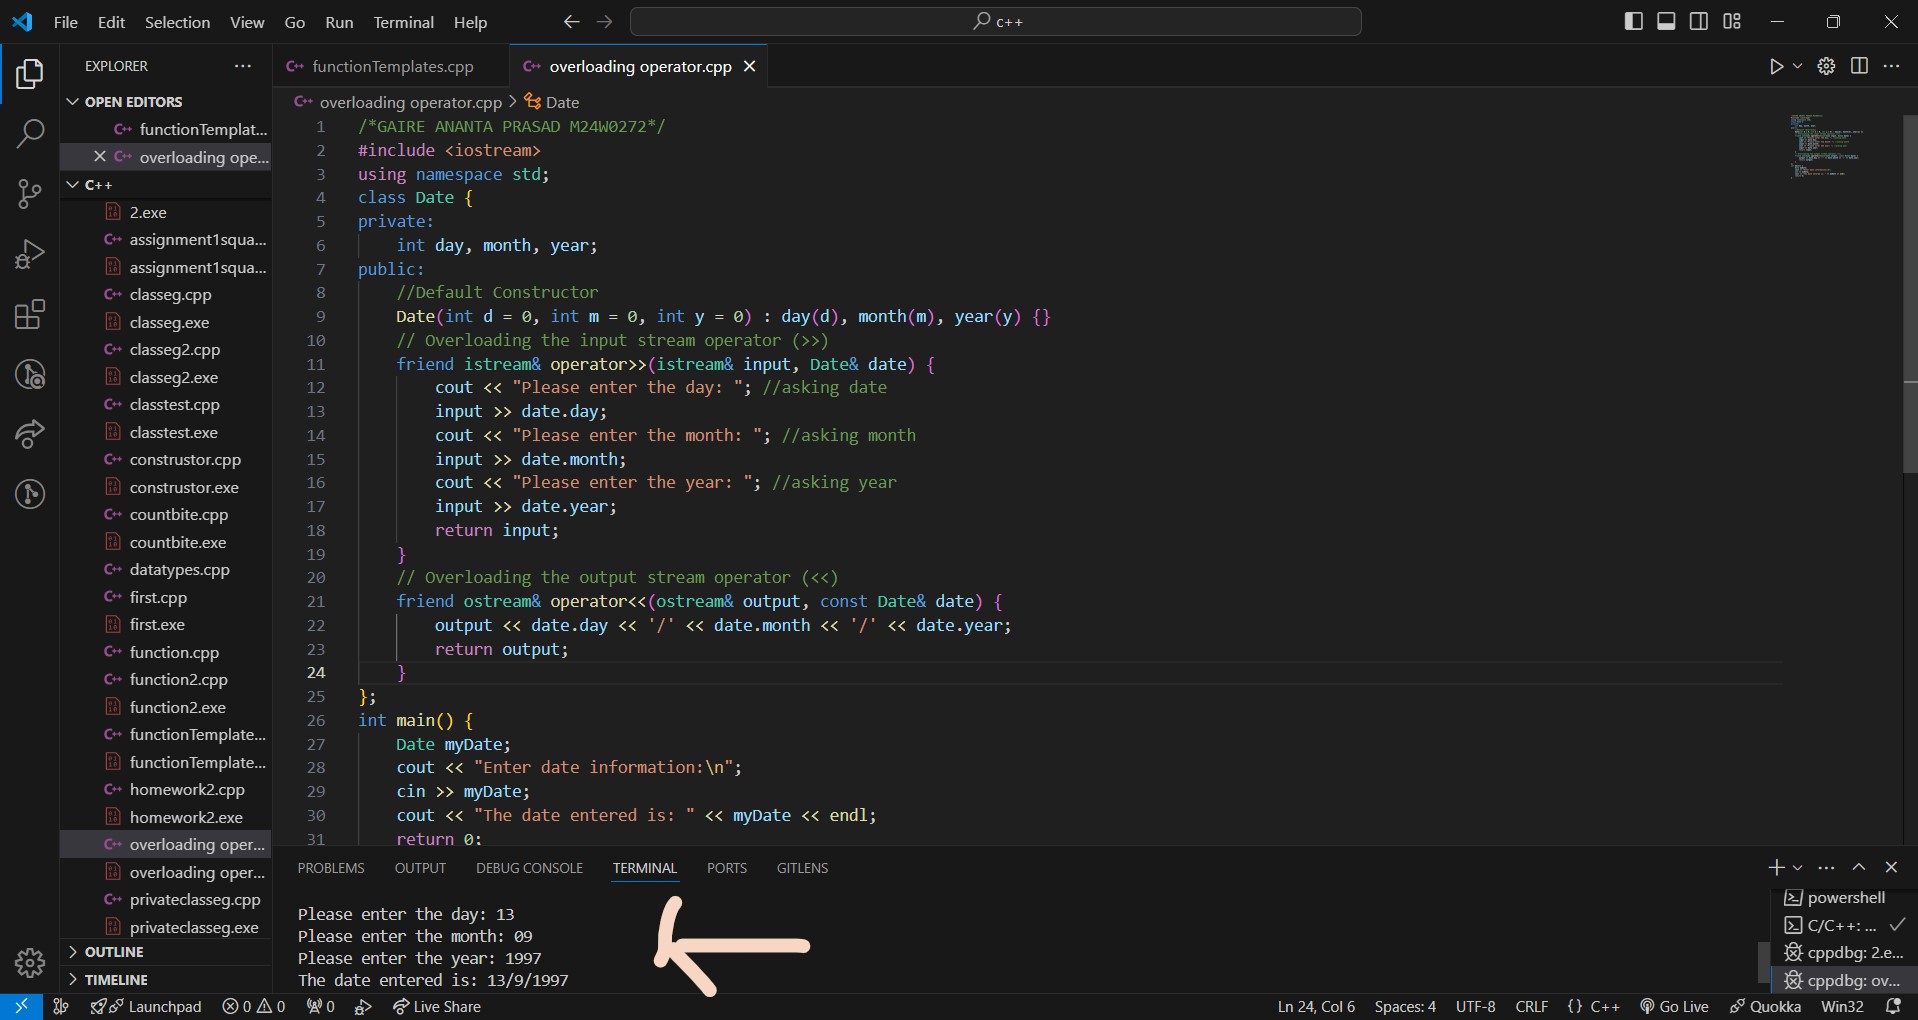 File Edit Selection View Go Run Terminal Help
c++
EXPLORER
OPEN EDITORS
functionTemplat...
overloading ope...
C++
2.exe
assignment1squa...
assignment1squa...
classeg.cpp
classeg.exe
classeg2.cpp
classeg2.exe
classtest.cpp
classtest.exe
construstor.cpp
construstor.exe
countbite.cpp
countbite.exe
datatypes.cpp
first.cpp
first.exe
function.cpp
function2.cpp
function2.exe
functionTemplate...
functionTemplate...
homework2.cpp
homework2.exe
overloading oper...
overloading oper...
privateclasseg.cpp
privateclasseg.exe
OUTLINE
TIMELINE
functionTemplates.cpp overloading operator.cpp
overloading operator.cpp > Date
1 /*GAIRE ANANTA PRASAD M24W0272*/
2 #include <iostream>
3 using namespace std;
4 class Date {
5 private:
6 int day, month, year;
7 public:
8 //Default Constructor
9 Date(int d = 0, int m = 0, int y = 0) : day(d), month(m), year(y) {}
10 // Overloading the input stream operator (>>)
11 friend istream& operator>>(istream& input, Date& date) {
12 cout << "Please enter the day: "; //asking date
13 input >> date.day;
14 cout << "Please enter the month: "; //asking month
15 input >> date.month;
16 cout << "Please enter the year: "; //asking year
17 input >> date.year;
18 return input;
19 }
20 // Overloading the output stream operator (<<)
21 friend ostream& operator<<(ostream& output, const Date& date) {
22 output << date.day << '/' << date.month << '/' << date.year;
23 return output;
24 }
25 };
26 int main() {
27 Date myDate;
28 cout << "Enter date information:\n";
29 cin >> myDate;
30 cout << "The date entered is: " << myDate << endl;
31 return 0;
PROBLEMS OUTPUT DEBUG CONSOLE TERMINAL PORTS GITLENS
Please enter the day: 13
Please enter the month: 09
Please enter the year: 1997
The date entered is: 13/9/1997
powershell
C/C++: ...
cppdbg: 2.e...
cppdbg: ov...
Launchpad 0 0 0 Live Share Ln 24, Col 6 Spaces: 4 UTF-8 CRLF {} C++ Go Live Quokka Win32